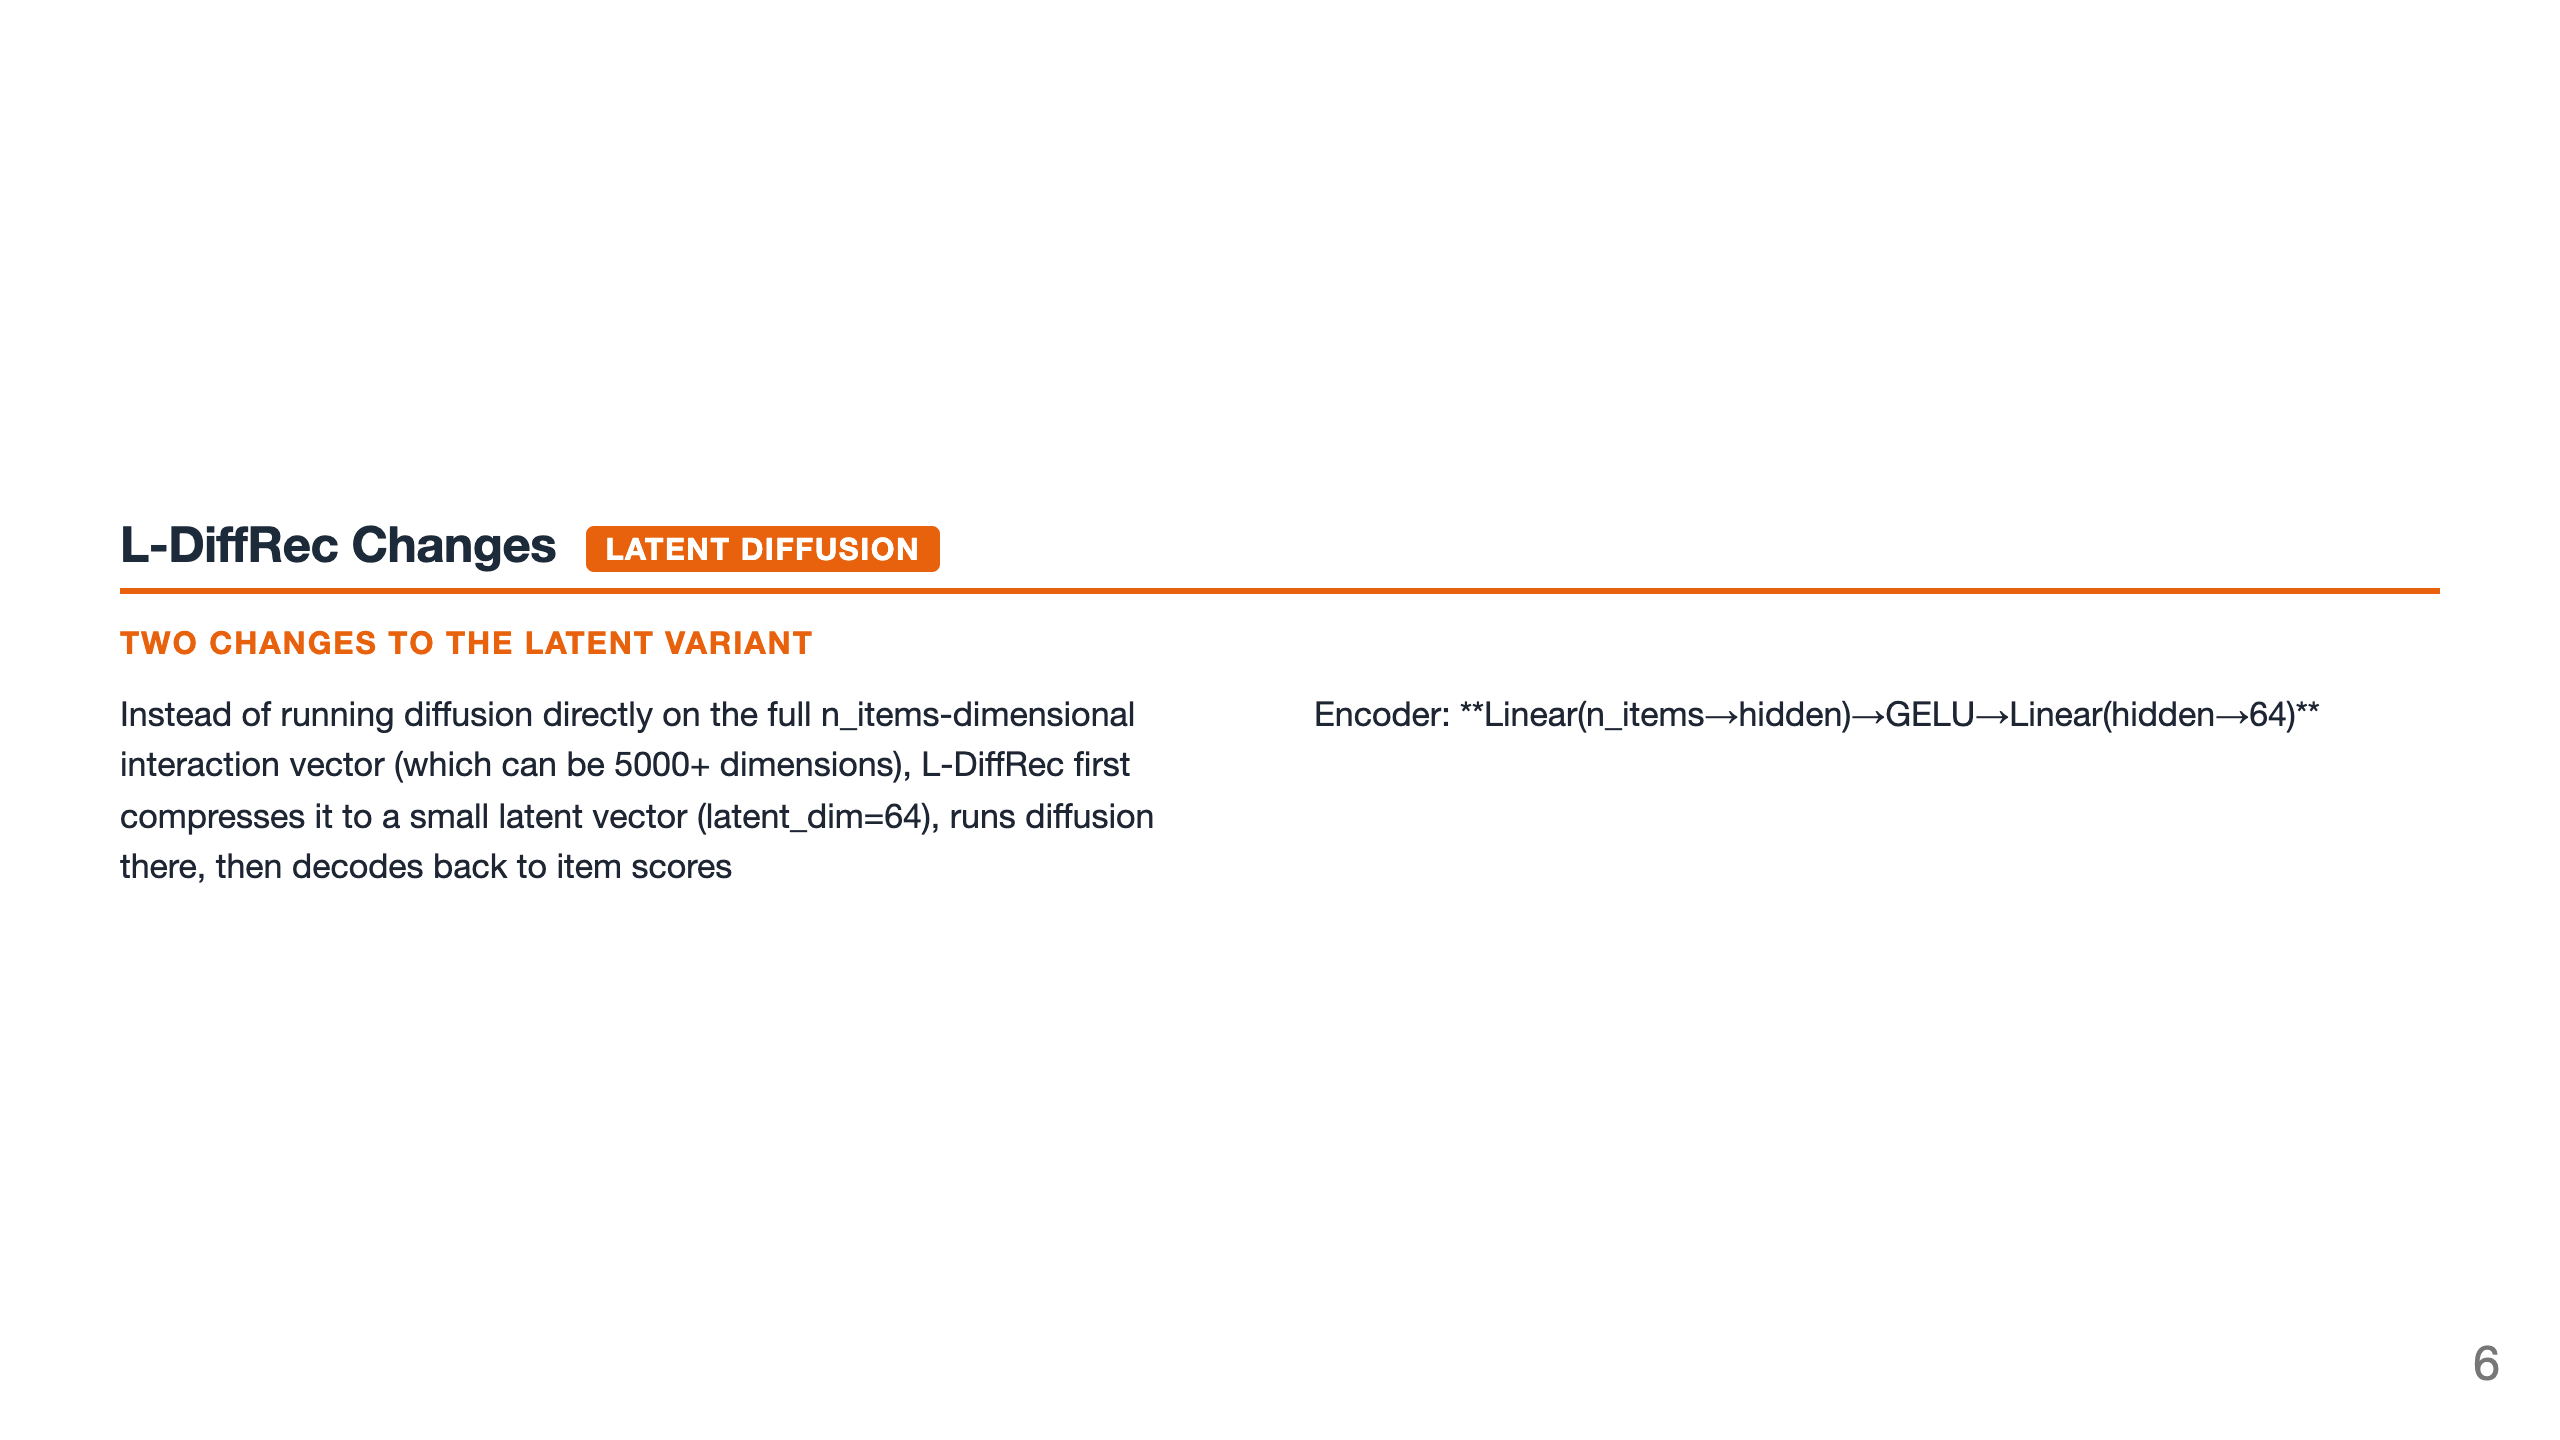 L-DiffRec Changes LATENT DIFFUSION
TWO CHANGES TO THE LATENT VARIANT
Instead of running diffusion directly on the full n_items-dimensional
interaction vector (which can be 5000+ dimensions), L-DiffRec first
compresses it to a small latent vector (latent_dim=64), runs diffusion
there, then decodes back to item scores
Encoder: **Linear(n_items→hidden)→GELU→Linear(hidden→64)**
6